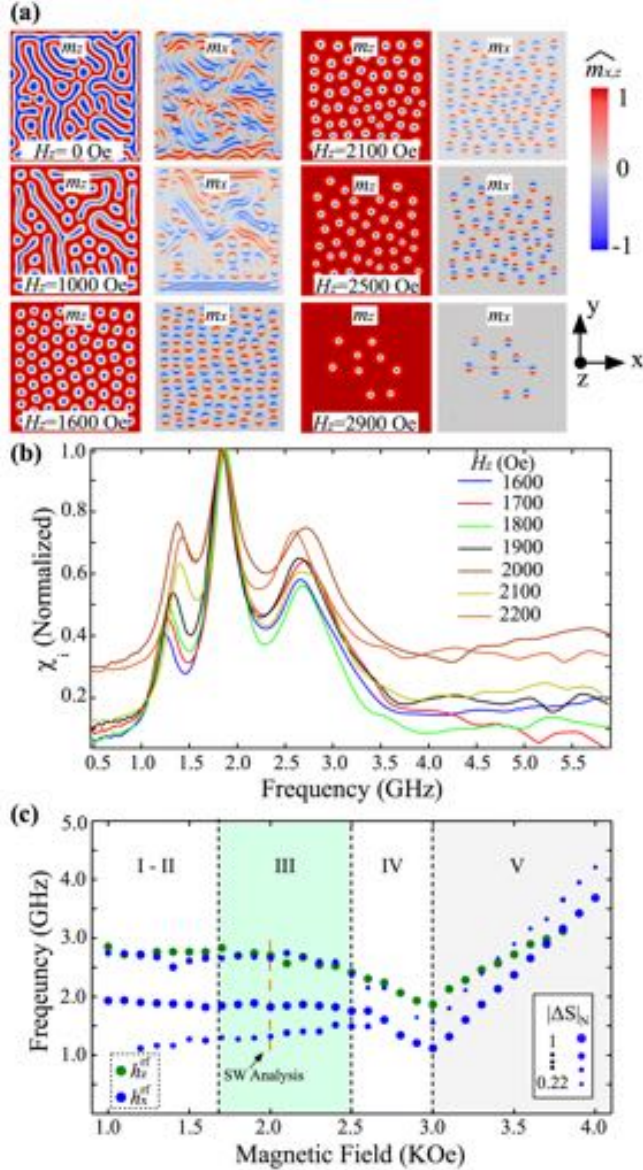 (a)
mz mx mz mx
Hz= 0 Oe Hz=2100 Oe
mz mx mz mx
Hz=1000 Oe Hz=2500 Oe
mz mx mz mx
Hz=1600 Oe Hz=2900 Oe
m̂x,z
1
0
-1
y
x
z
(b)
χi (Normalized)
1.0
0.8
0.6
0.4
0.2
Hz (Oe)
1600
1700
1800
1900
2000
2100
2200
0.5 1.0 1.5 2.0 2.5 3.0 3.5 4.0 4.5 5.0 5.5
Frequency (GHz)
(c)
Freqeuncy (GHz)
5.0
4.0
3.0
2.0
1.0
I - II III IV V
SW Analysis
hz^rf
hx^rf
|ΔS|N
1
0.22
1.0 1.5 2.0 2.5 3.0 3.5 4.0
Magnetic Field (KOe)